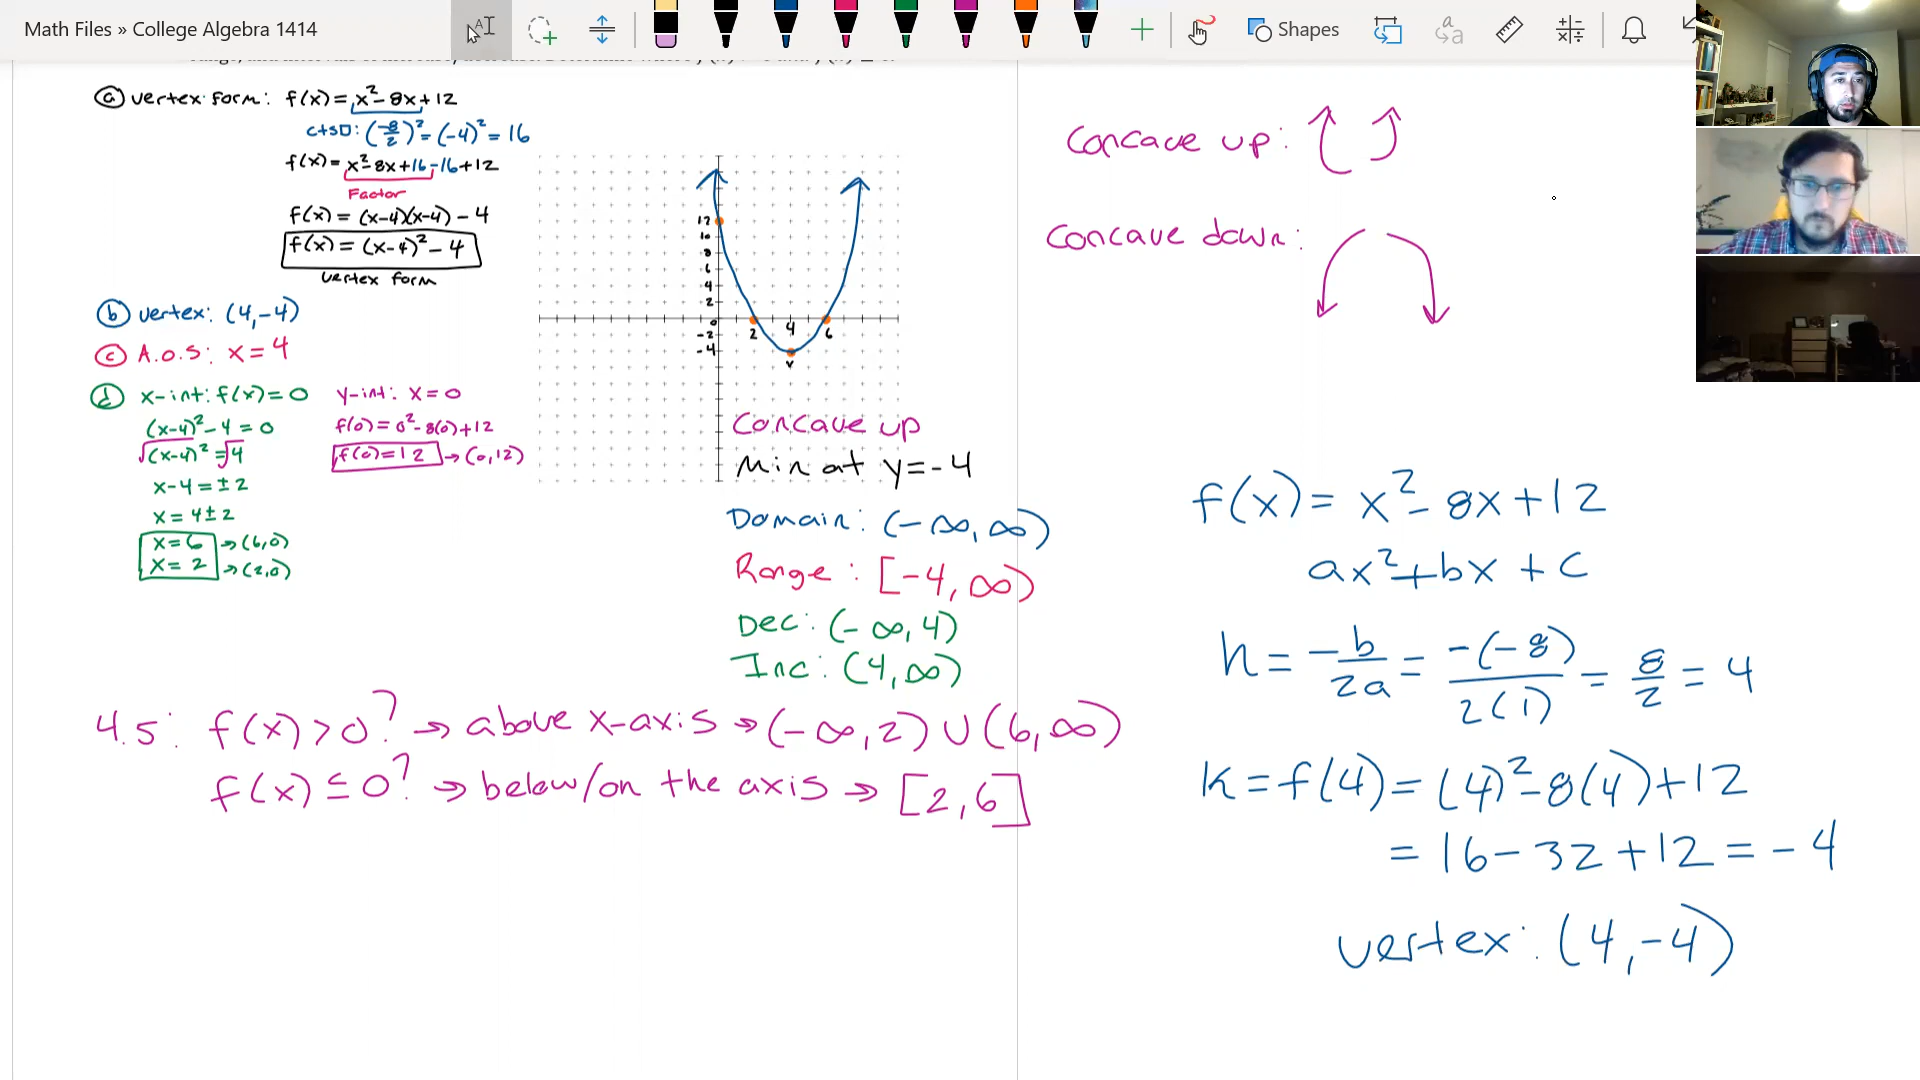 Math Files » College Algebra 1414
Shapes
ⓐ vertex form: f(x) = x² - 8x + 12
ctsロ: (-8/2)² = (-4)² = 16
f(x) = x² - 8x + 16 - 16 + 12
Factor
f(x) = (x-4)(x-4) - 4
f(x) = (x-4)² - 4
vertex form
ⓑ vertex: (4,-4)
ⓒ A.O.S: x = 4
ⓓ x-int: f(x) = 0
(x-4)² - 4 = 0
√(x-4)² = √4
x-4 = ±2
x = 4±2
x = 6 → (6,0)
x = 2 → (2,0)
y-int: x = 0
f(0) = 0² - 8(0) + 12
f(0) = 12 → (0,12)
12
10
8
6
4
2
0
-2
-4
2
4
6
v
Concave up
Min at y = -4
Domain: (-∞, ∞)
Range: [-4, ∞)
Dec: (-∞, 4)
Inc: (4, ∞)
4.5: f(x) > 0? → above x-axis → (-∞, 2) ∪ (6, ∞)
f(x) ≤ 0? → below/on the axis → [2, 6]
Concave up:
Concave down:
f(x) = x² - 8x + 12
ax² + bx + c
h = -b/2a = -(-8)/2(1) = 8/2 = 4
k = f(4) = (4)² - 8(4) + 12
= 16 - 32 + 12 = -4
vertex: (4,-4)